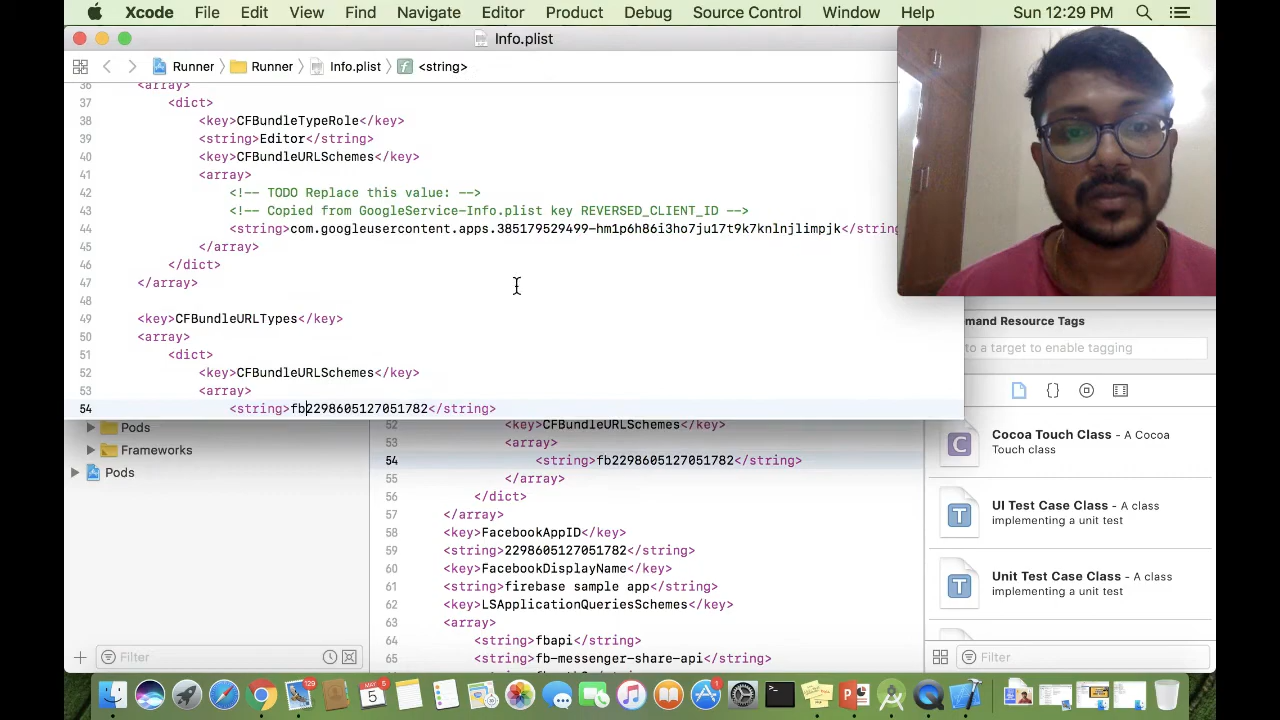 Xcode File Edit View Find Navigate Editor Product Debug Source Control Window Help Sun 12:29 PM
Info.plist
Runner Runner Info.plist <string>
36 <array>
37 <dict>
38 <key>CFBundleTypeRole</key>
39 <string>Editor</string>
40 <key>CFBundleURLSchemes</key>
41 <array>
42 <!-- TODO Replace this value: -->
43 <!-- Copied from GoogleService-Info.plist key REVERSED_CLIENT_ID -->
44 <string>com.googleusercontent.apps.385179529499-hm1p6h86i3ho7ju17t9k7knlnjlimpjk</string
45 </array>
46 </dict>
47 </array>
48
49 <key>CFBundleURLTypes</key>
50 <array>
51 <dict>
52 <key>CFBundleURLSchemes</key>
53 <array>
54 <string>fb2298605127051782</string>
Pods
Frameworks
Pods
Filter
52 <key>CFBundleURLSchemes</key>
53 <array>
54 <string>fb2298605127051782</string>
55 </array>
56 </dict>
57 </array>
58 <key>FacebookAppID</key>
59 <string>2298605127051782</string>
60 <key>FacebookDisplayName</key>
61 <string>firebase sample app</string>
62 <key>LSApplicationQueriesSchemes</key>
63 <array>
64 <string>fbapi</string>
65 <string>fb-messenger-share-api</string>
mand Resource Tags
to a target to enable tagging
{}
C Cocoa Touch Class - A Cocoa
Touch class
T UI Test Case Class - A class
implementing a unit test
T Unit Test Case Class - A class
implementing a unit test
Filter
129
MAY 5
1